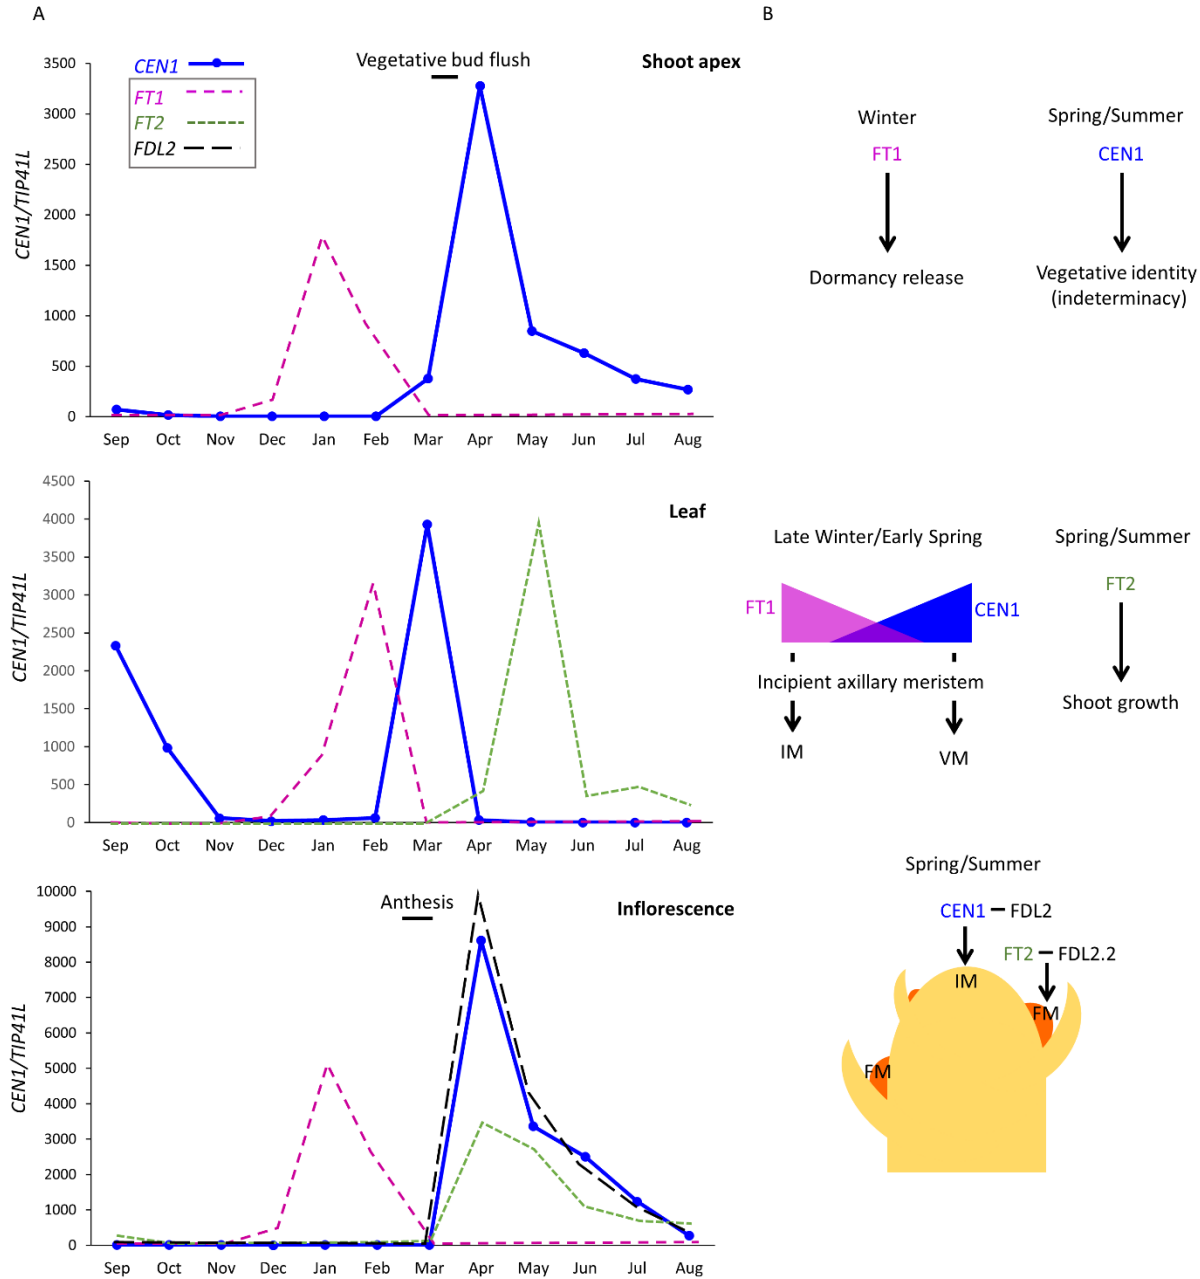 A
B
Vegetative bud flush
Shoot apex
CEN1
FT1
FT2
FDL2
CEN1/TIP41L
3500
3000
2500
2000
1500
1000
500
0
Sep Oct Nov Dec Jan Feb Mar Apr May Jun Jul Aug
Winter
FT1
Dormancy release
Spring/Summer
CEN1
Vegetative identity
(indeterminacy)
Leaf
CEN1/TIP41L
4500
4000
3500
3000
2500
2000
1500
1000
500
0
Sep Oct Nov Dec Jan Feb Mar Apr May Jun Jul Aug
Late Winter/Early Spring
FT1
CEN1
Incipient axillary meristem
IM
VM
Spring/Summer
FT2
Shoot growth
Anthesis
Inflorescence
CEN1/TIP41L
10000
9000
8000
7000
6000
5000
4000
3000
2000
1000
0
Sep Oct Nov Dec Jan Feb Mar Apr May Jun Jul Aug
Spring/Summer
CEN1 – FDL2
FT2 – FDL2.2
IM
FM
FM